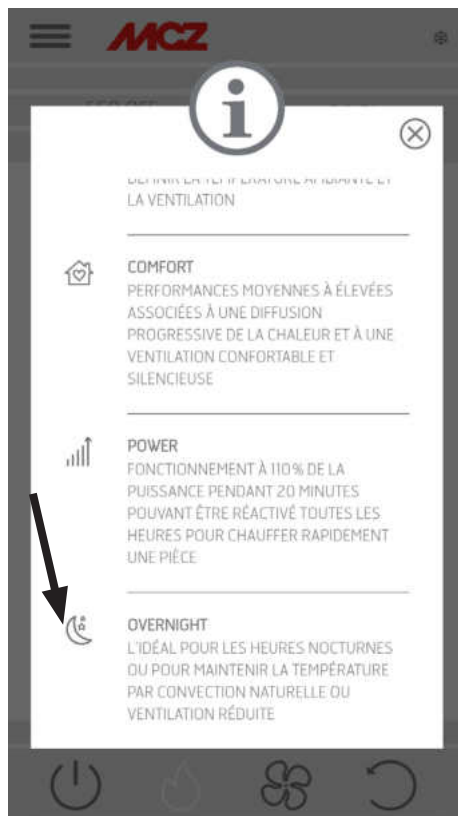 MCZ
i
LA VENTILATION
COMFORT
PERFORMANCES MOYENNES À ÉLEVÉES
ASSOCIÉES À UNE DIFFUSION
PROGRESSIVE DE LA CHALEUR ET À UNE
VENTILATION CONFORTABLE ET
SILENCIEUSE
POWER
FONCTIONNEMENT À 110 % DE LA
PUISSANCE PENDANT 20 MINUTES
POUVANT ÊTRE RÉACTIVÉ TOUTES LES
HEURES POUR CHAUFFER RAPIDEMENT
UNE PIÈCE
OVERNIGHT
L'IDÉAL POUR LES HEURES NOCTURNES
OU POUR MAINTENIR LA TEMPÉRATURE
PAR CONVECTION NATURELLE OU
VENTILATION RÉDUITE